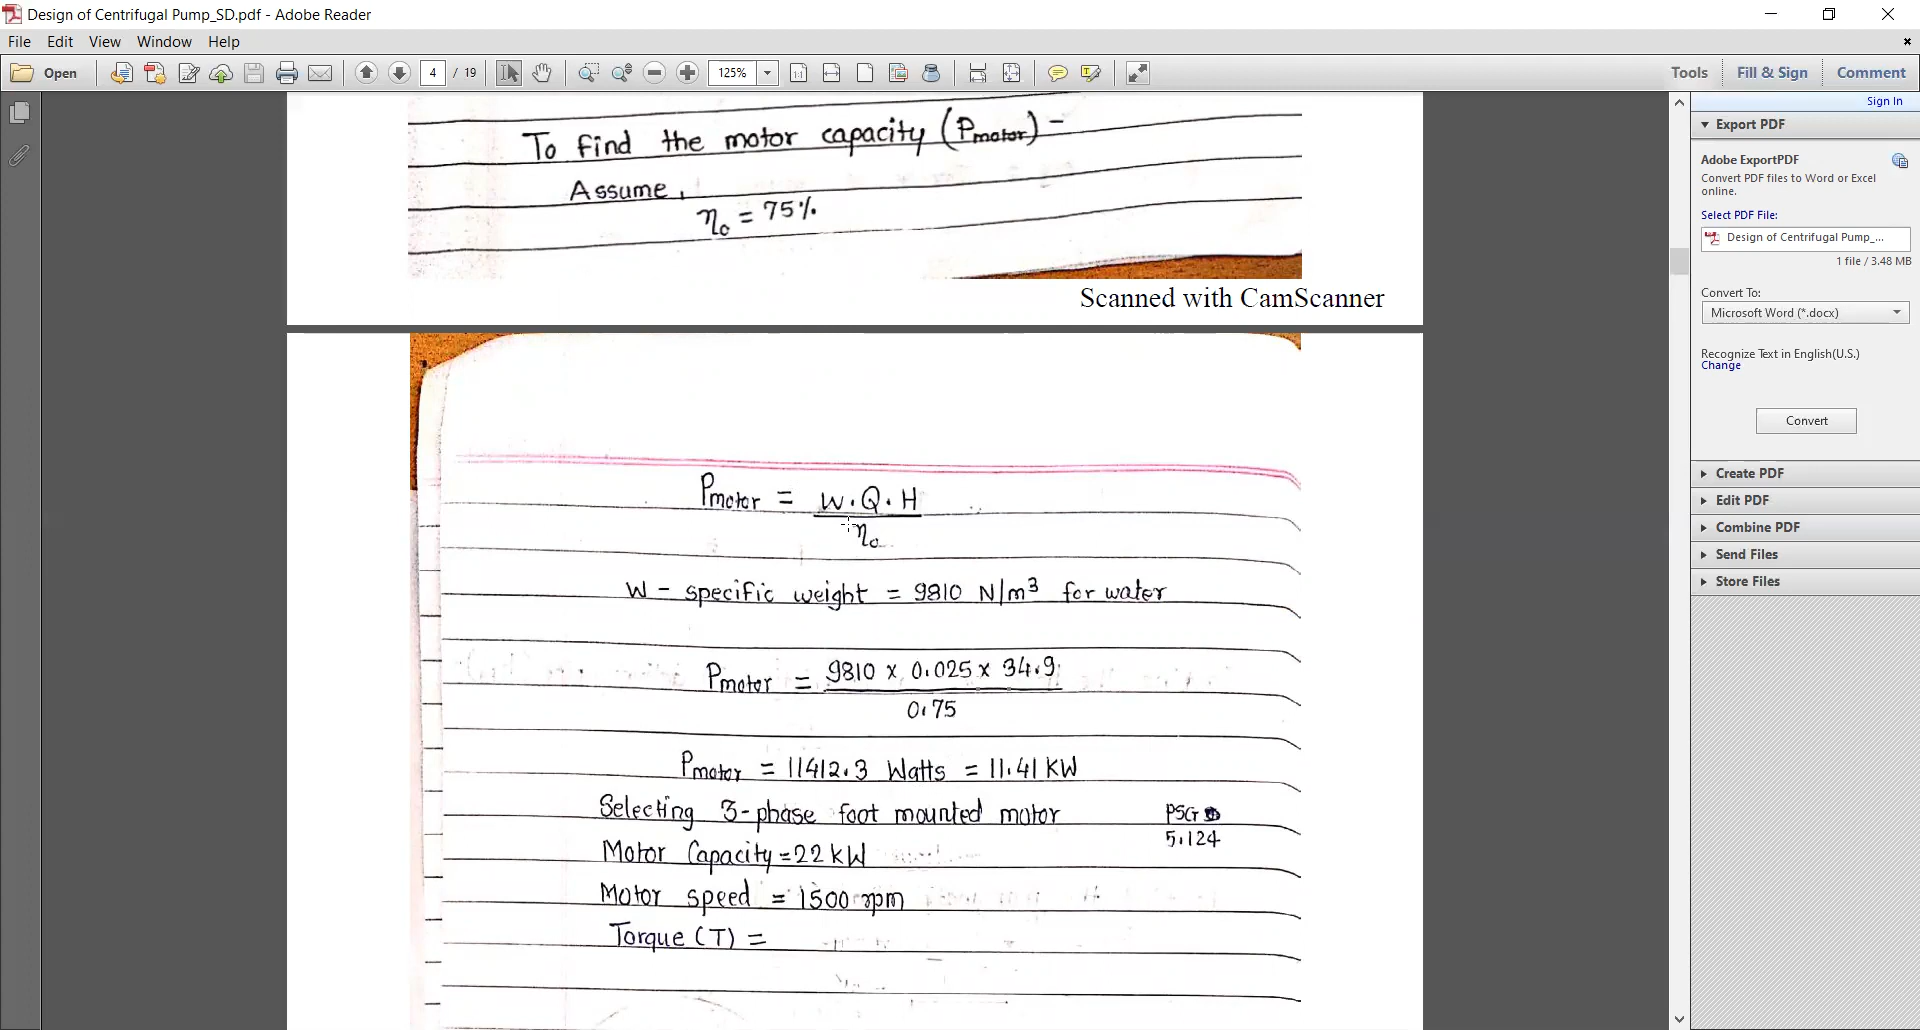 Design of Centrifugal Pump_SD.pdf - Adobe Reader
File Edit View Window Help
Open 4 / 19 125% Tools Fill & Sign Comment
Sign In
Export PDF
Adobe ExportPDF
Convert PDF files to Word or Excel
online.
Select PDF File:
Design of Centrifugal Pump_...
1 file / 3.48 MB
Convert To:
Microsoft Word (*.docx)
Recognize Text in English(U.S.)
Change
Convert
Create PDF
Edit PDF
Combine PDF
Send Files
Store Files
To find the motor capacity (Pmotor) -
Assume,
η₀ = 75%
Scanned with CamScanner
Pmotor = W.Q.H
η₀
W - specific weight = 9810 N/m³ for water
Pmotor = 9810 x 0.025 x 34.9
0.75
Pmotor = 11412.3 Watts = 11.41 KW
Selecting 3-phase foot mounted motor PSG
5.124
Motor Capacity = 22 KW
Motor speed = 1500 rpm
Torque (T) =